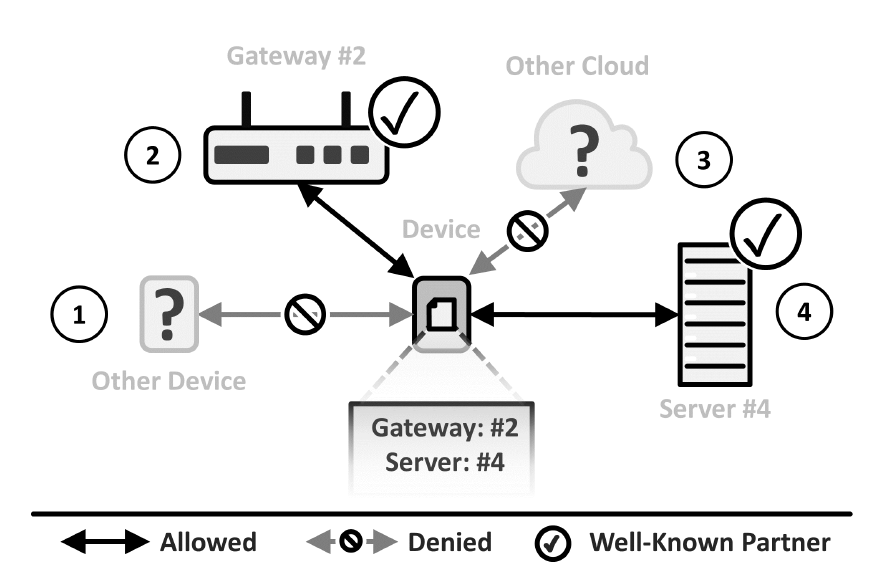 Gateway #2
Other Cloud
2
?
3
Device
1
?
4
Other Device
Server #4
Gateway: #2
Server: #4
Allowed
Denied
Well-Known Partner